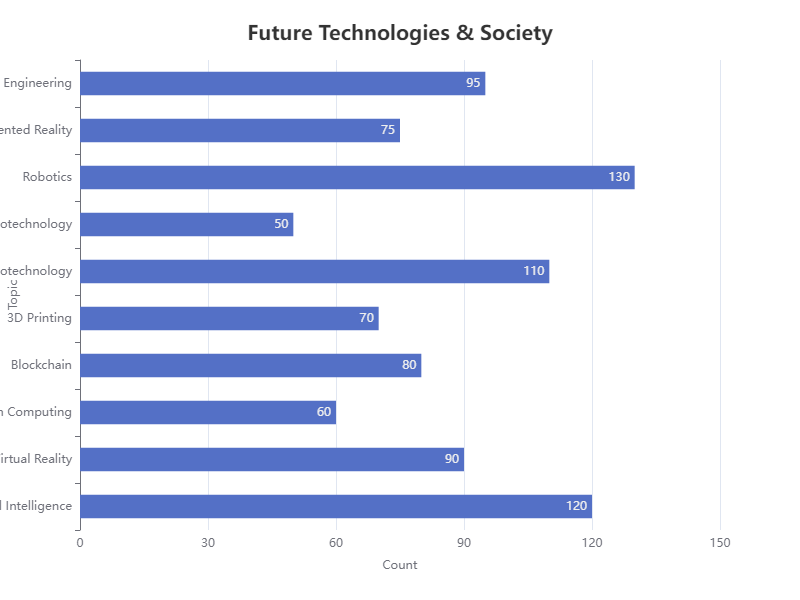 Future Technologies & Society
Engineering
95
ented Reality
75
Robotics
130
otechnology
50
otechnology
110
Topic
3D Printing
70
Blockchain
80
n Computing
60
irtual Reality
90
l Intelligence
120
0
30
60
90
120
150
Count